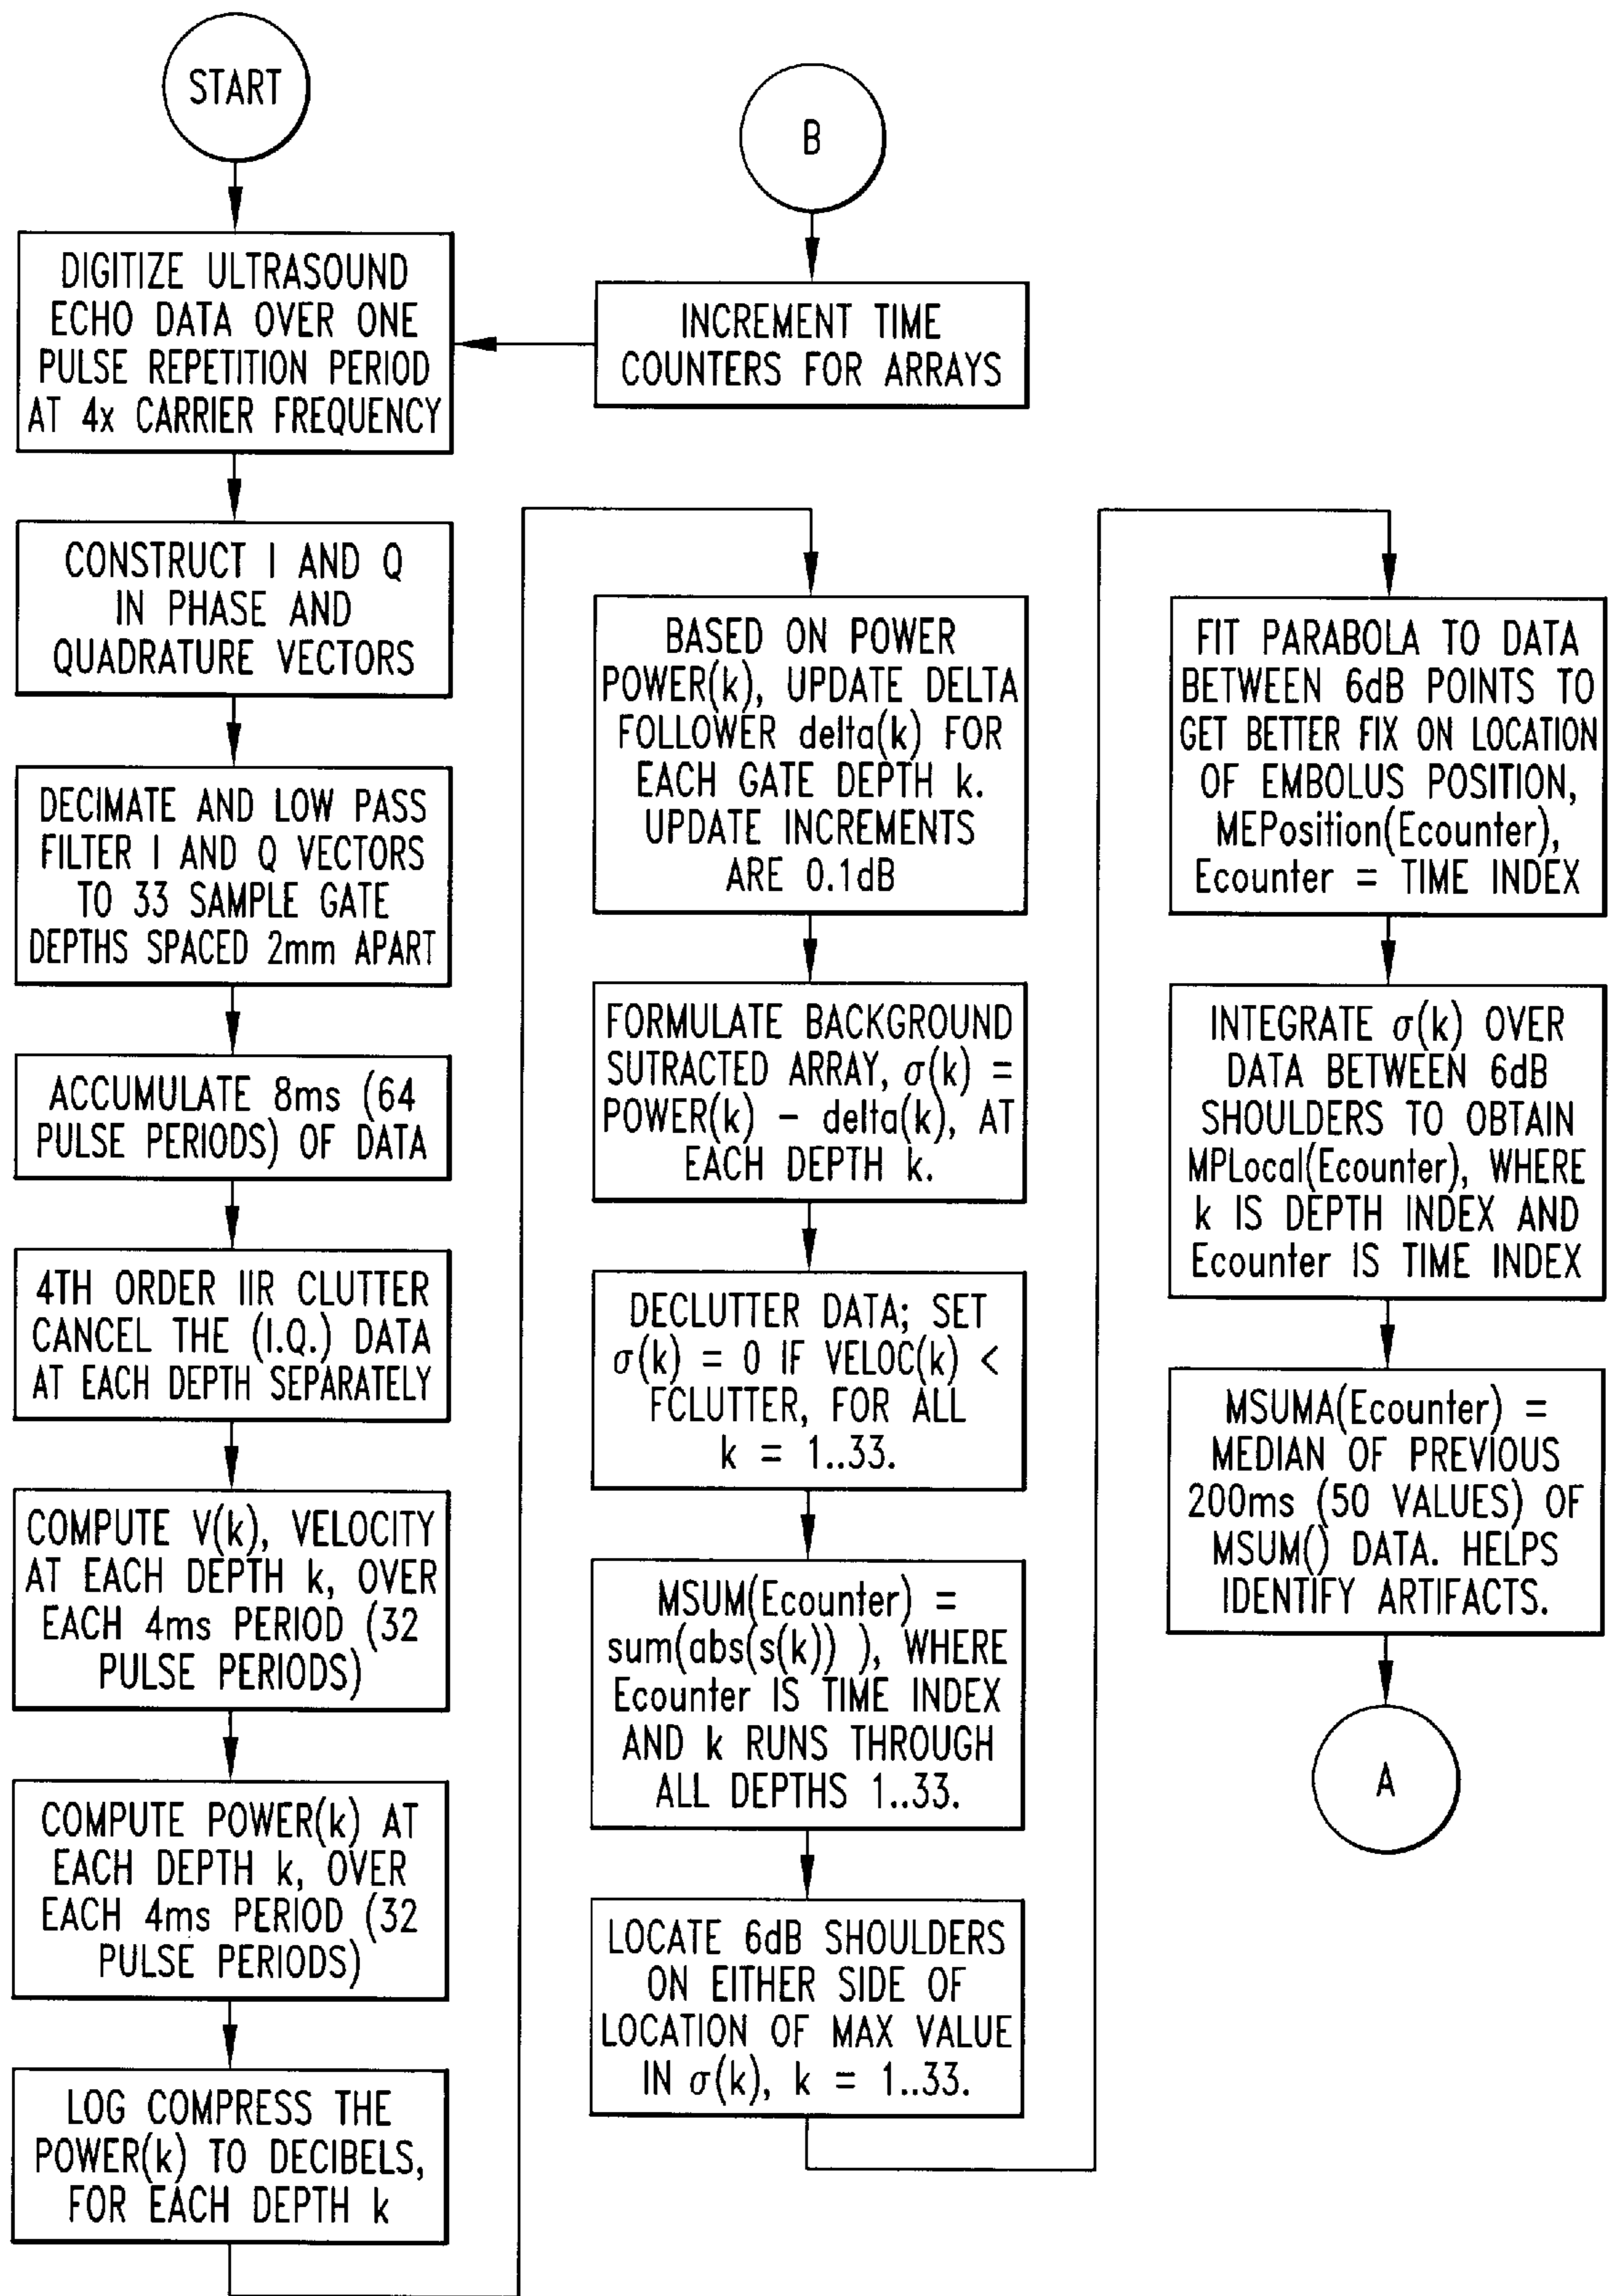 START
DIGITIZE ULTRASOUND
ECHO DATA OVER ONE
PULSE REPETITION PERIOD
AT 4x CARRIER FREQUENCY
CONSTRUCT I AND Q
IN PHASE AND
QUADRATURE VECTORS
DECIMATE AND LOW PASS
FILTER I AND Q VECTORS
TO 33 SAMPLE GATE
DEPTHS SPACED 2mm APART
ACCUMULATE 8ms (64
PULSE PERIODS) OF DATA
4TH ORDER IIR CLUTTER
CANCEL THE (I.Q.) DATA
AT EACH DEPTH SEPARATELY
COMPUTE V(k), VELOCITY
AT EACH DEPTH k, OVER
EACH 4ms PERIOD (32
PULSE PERIODS)
COMPUTE POWER(k) AT
EACH DEPTH k, OVER
EACH 4ms PERIOD (32
PULSE PERIODS)
LOG COMPRESS THE
POWER(k) TO DECIBELS,
FOR EACH DEPTH k
B
INCREMENT TIME
COUNTERS FOR ARRAYS
BASED ON POWER
POWER(k), UPDATE DELTA
FOLLOWER delta(k) FOR
EACH GATE DEPTH k.
UPDATE INCREMENTS
ARE 0.1dB
FORMULATE BACKGROUND
SUTRACTED ARRAY, σ(k) =
POWER(k) – delta(k), AT
EACH DEPTH k.
DECLUTTER DATA; SET
σ(k) = 0 IF VELOC(k) <
FCLUTTER, FOR ALL
k = 1..33.
MSUM(Ecounter) =
sum(abs(s(k)) ), WHERE
Ecounter IS TIME INDEX
AND k RUNS THROUGH
ALL DEPTHS 1..33.
LOCATE 6dB SHOULDERS
ON EITHER SIDE OF
LOCATION OF MAX VALUE
IN σ(k), k = 1..33.
FIT PARABOLA TO DATA
BETWEEN 6dB POINTS TO
GET BETTER FIX ON LOCATION
OF EMBOLUS POSITION,
MEPosition(Ecounter),
Ecounter = TIME INDEX
INTEGRATE σ(k) OVER
DATA BETWEEN 6dB
SHOULDERS TO OBTAIN
MPLocal(Ecounter), WHERE
k IS DEPTH INDEX AND
Ecounter IS TIME INDEX
MSUMA(Ecounter) =
MEDIAN OF PREVIOUS
200ms (50 VALUES) OF
MSUM() DATA. HELPS
IDENTIFY ARTIFACTS.
A